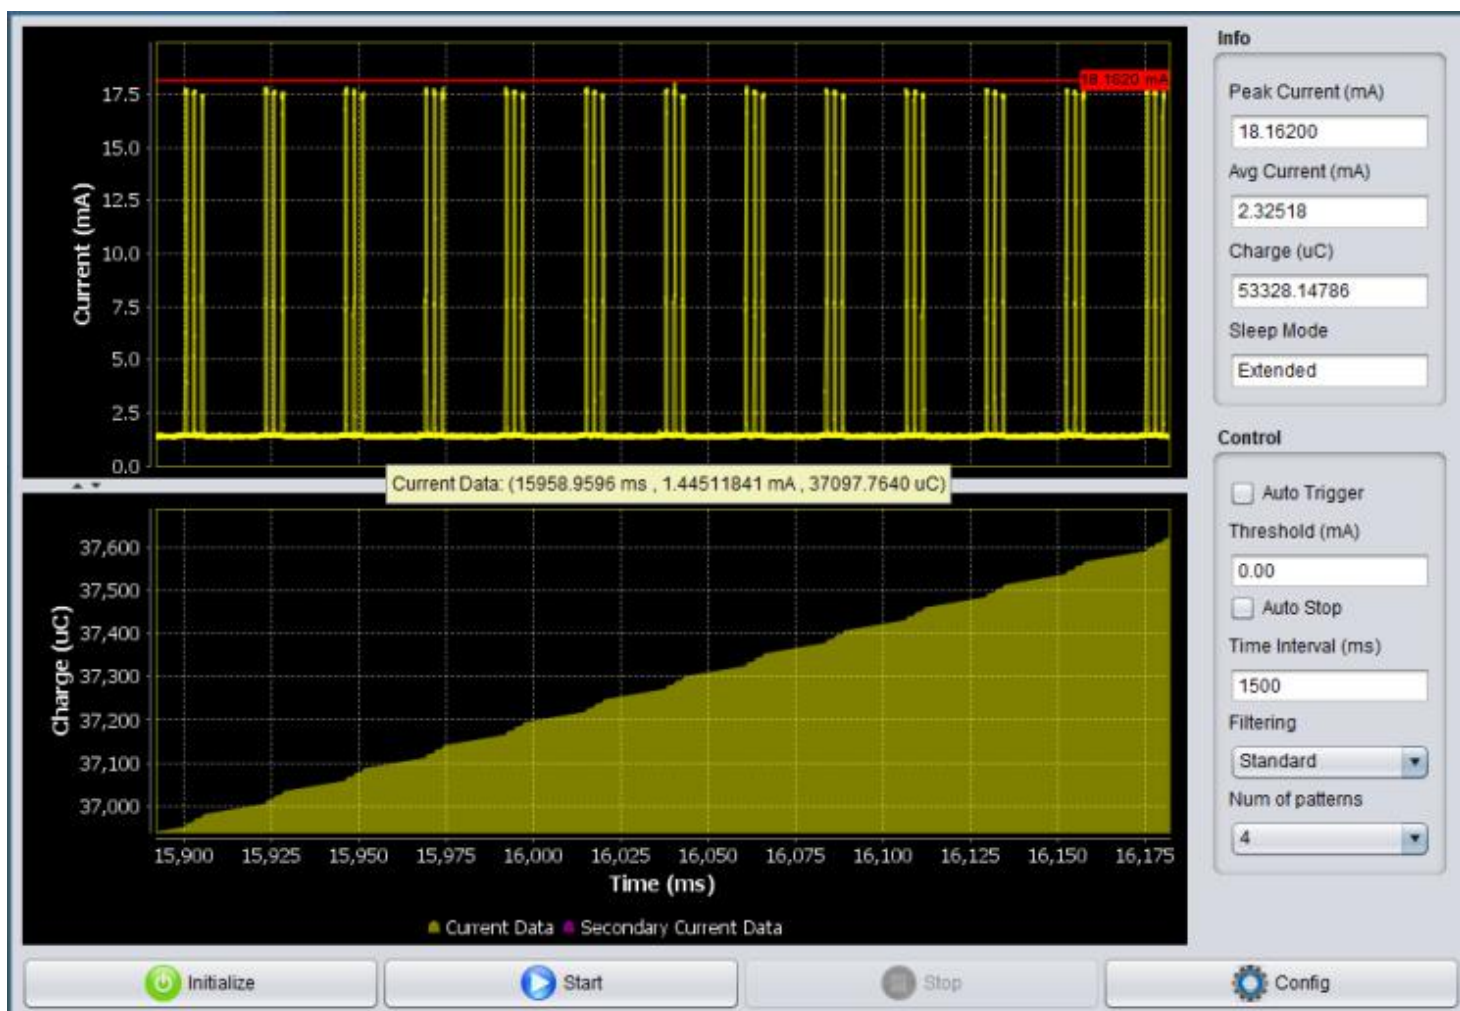 18.1620 mA
17.5
15.0
12.5
10.0
7.5
5.0
2.5
0.0
Current (mA)
Current Data: (15958.9596 ms , 1.44511841 mA , 37097.7640 uC)
37,600
37,500
37,400
37,300
37,200
37,100
37,000
Charge (uC)
15,900 15,925 15,950 15,975 16,000 16,025 16,050 16,075 16,100 16,125 16,150 16,175
Time (ms)
Current Data Secondary Current Data
Info
Peak Current (mA)
18.16200
Avg Current (mA)
2.32518
Charge (uC)
53328.14786
Sleep Mode
Extended
Control
Auto Trigger
Threshold (mA)
0.00
Auto Stop
Time Interval (ms)
1500
Filtering
Standard
Num of patterns
4
Initialize Start Stop Config